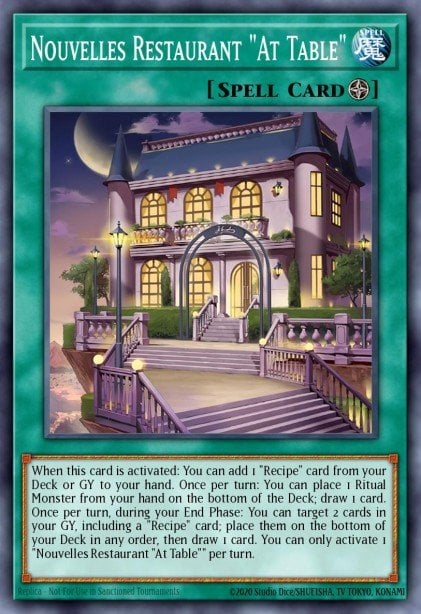 Nouvelles Restaurant "At Table"
SPELL
魔
[Spell Card]
When this card is activated: You can add 1 "Recipe" card from your
Deck or GY to your hand. Once per turn: You can place 1 Ritual
Monster from your hand on the bottom of the Deck; draw 1 card.
Once per turn, during your End Phase: You can target 2 cards in
your GY, including a "Recipe" card; place them on the bottom of
your Deck in any order, then draw 1 card. You can only activate 1
"Nouvelles Restaurant "At Table"" per turn.
Replica - Not For Use in Sanctioned Tournaments
©2020 Studio Dice/SHUEISHA, TV TOKYO, KONAMI